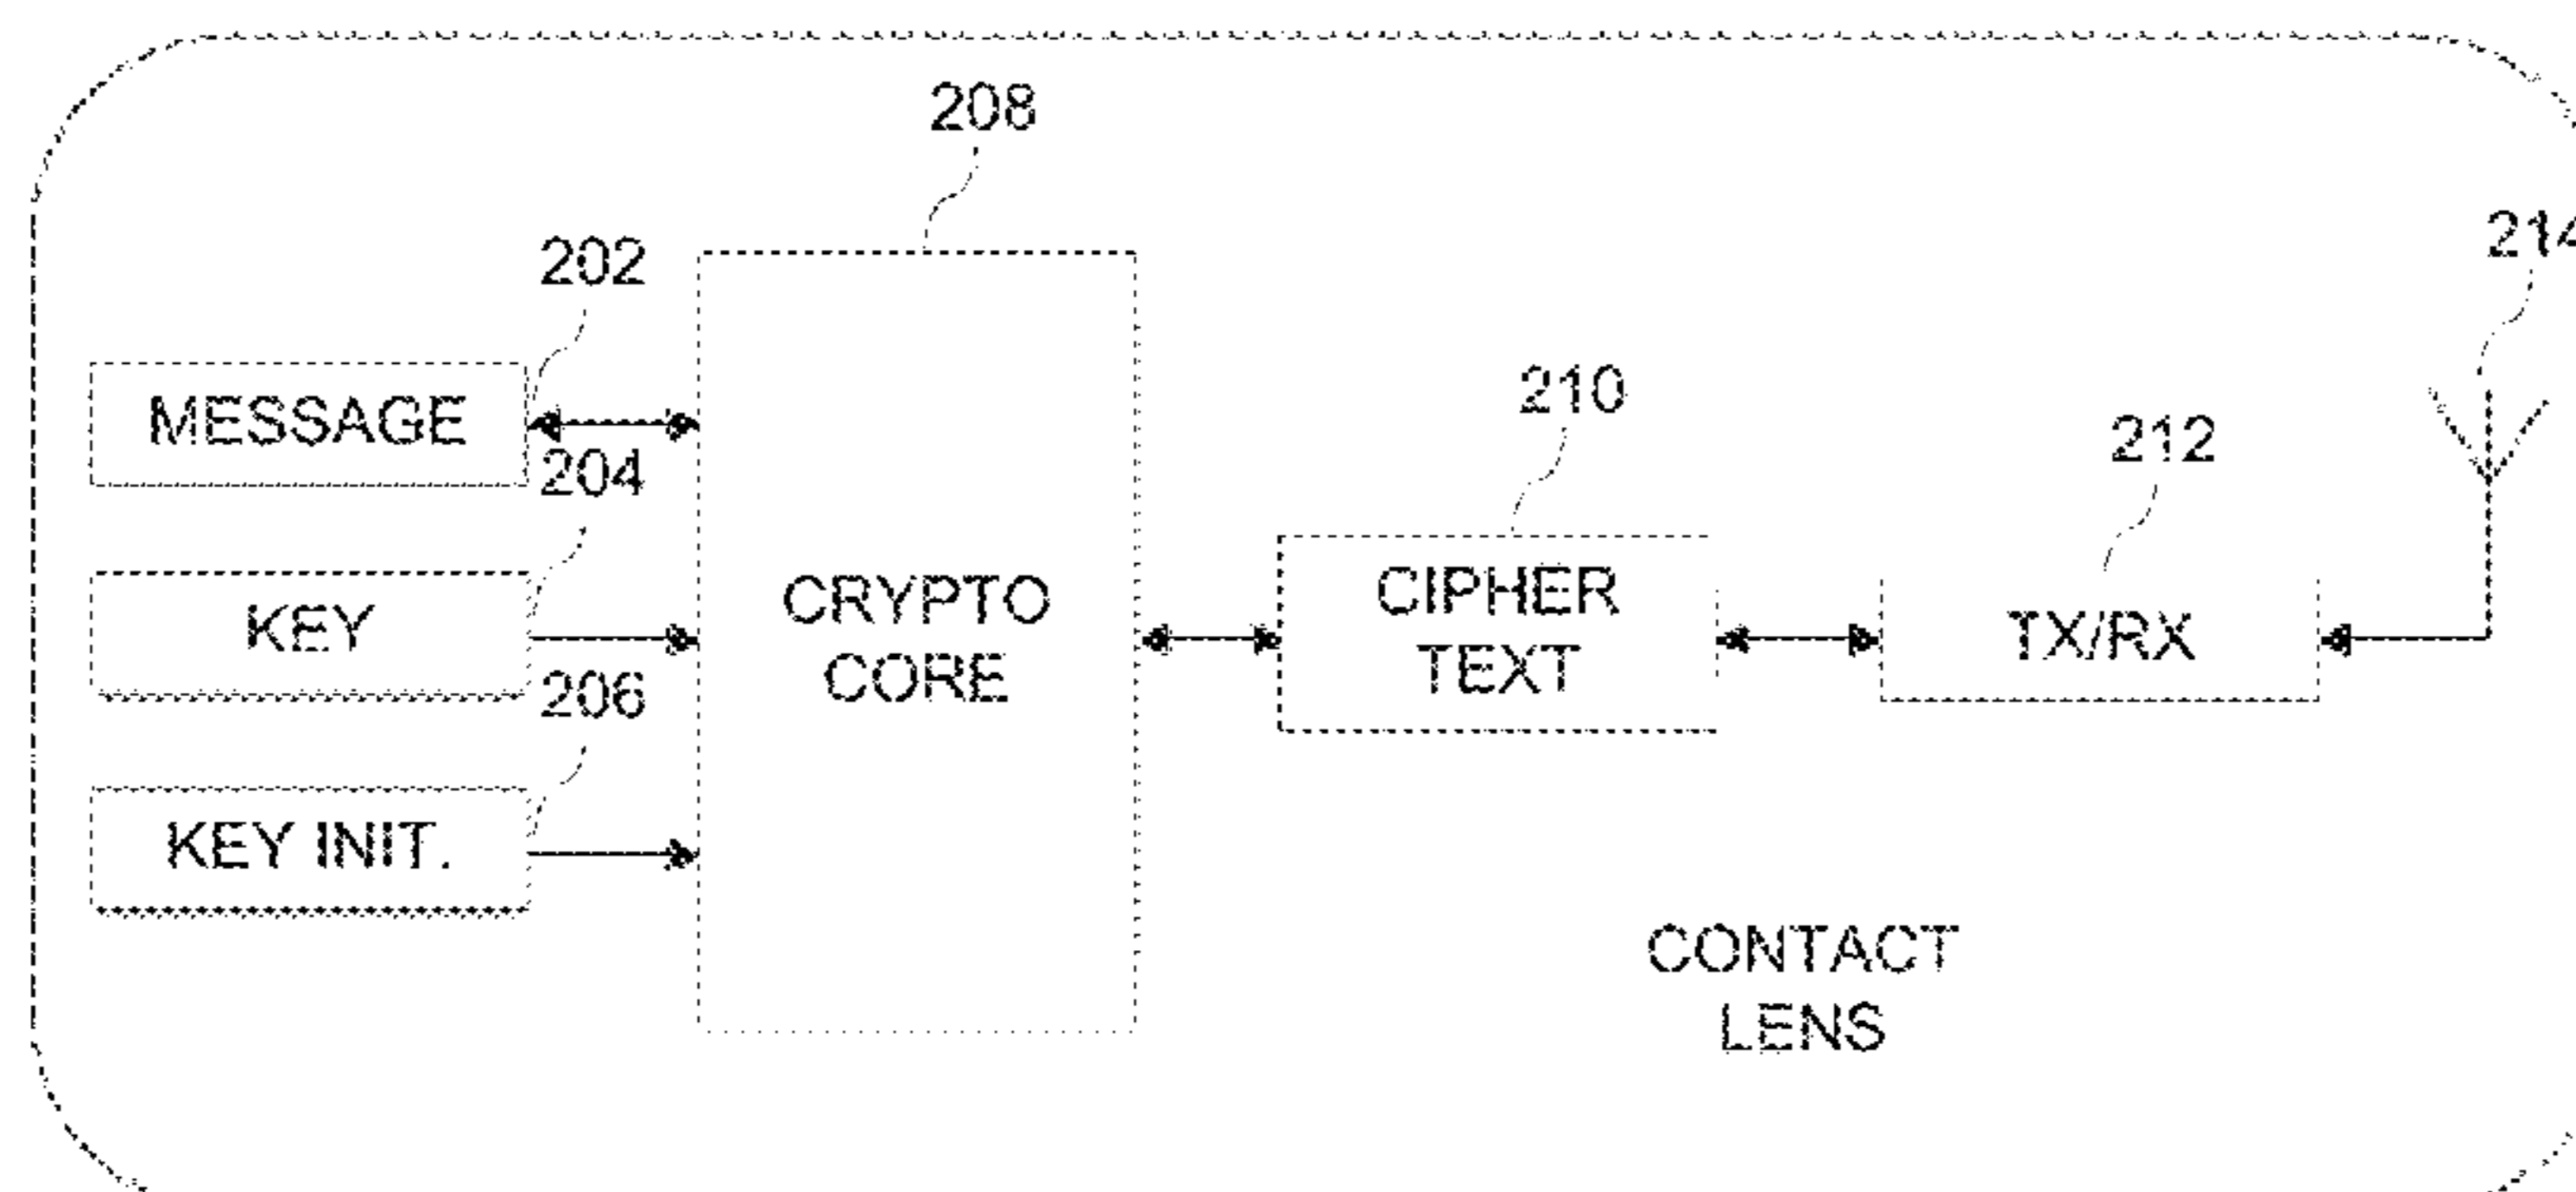 208
202
214
MESSAGE
210
212
204
CIPHER
TEXT
CRYPTO
CORE
KEY
TX/RX
206
KEY INIT.
CONTACT
LENS